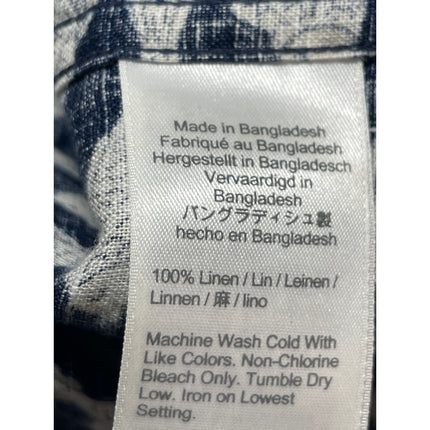 Made in Bangladesh
Fabriqué au Bangladesh
Hergestellt in Bangladesch
Vervaardigd in
Bangladesh
バングラディシュ製
hecho en Bangladesh
100% Linen / Lin / Leinen /
Linnen / 麻 / lino
Machine Wash Cold With
Like Colors. Non-Chlorine
Bleach Only. Tumble Dry
Low. Iron on Lowest
Setting.